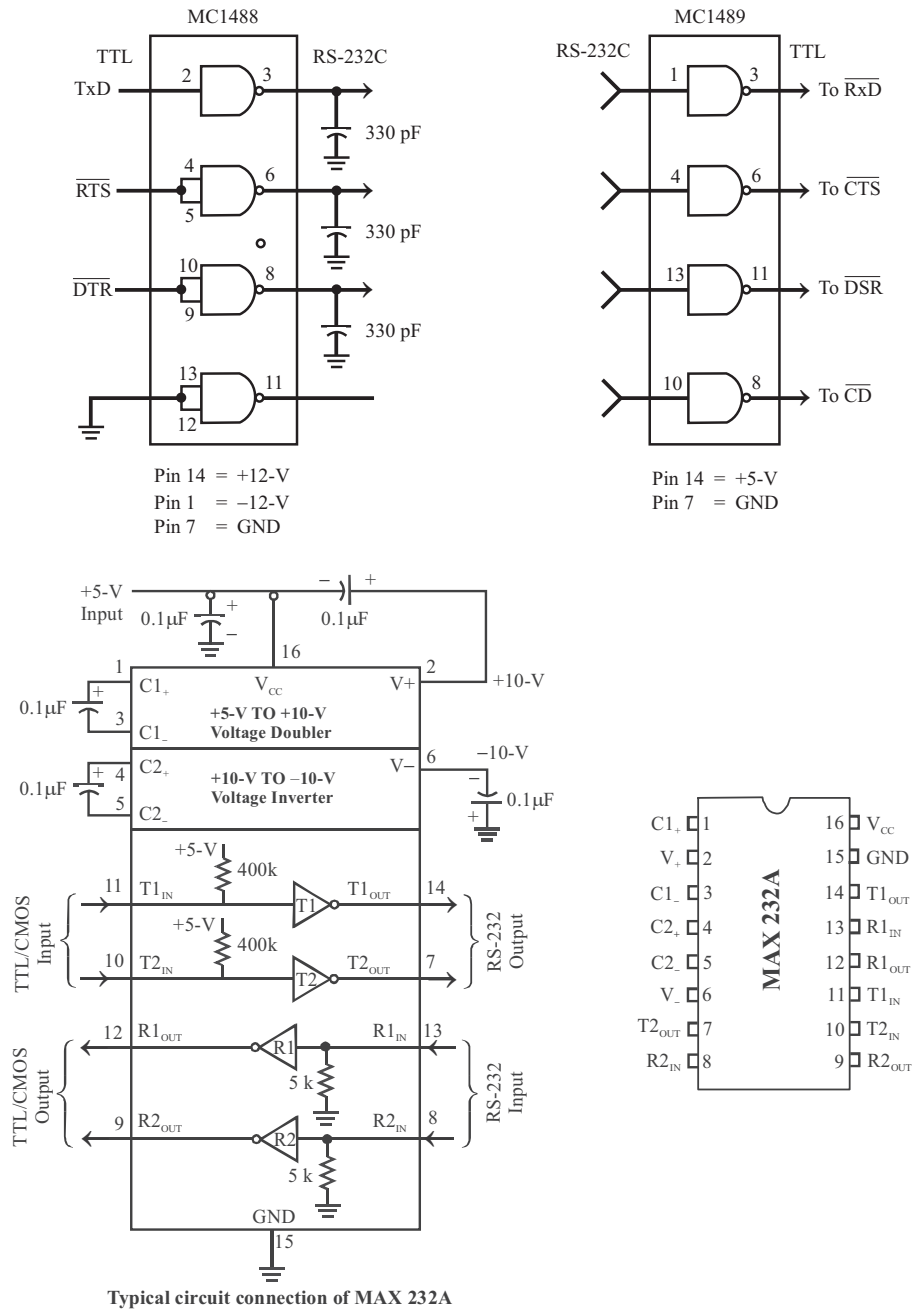 MC1488
TTL
RS-232C
TxD
2
3
330 pF
RTS
4
5
6
330 pF
DTR
10
9
8
330 pF
13
12
11
Pin 14 = +12-V
Pin 1 = −12-V
Pin 7 = GND
MC1489
RS-232C
TTL
1
3
To RxD
4
6
To CTS
13
11
To DSR
10
8
To CD
Pin 14 = +5-V
Pin 7 = GND
+5-V
Input
0.1µF
+
−
− +
0.1µF
16
1
C1+
VCC
V+
2
+10-V
0.1µF
+
3
C1-
+5-V TO +10-V
Voltage Doubler
0.1µF
+
4
C2+
5
C2-
+10-V TO −10-V
Voltage Inverter
V−
6
−10-V
−
+
0.1µF
TTL/CMOS
Input
+5-V
400k
11
T1IN
T1
T1OUT
14
+5-V
400k
10
T2IN
T2
T2OUT
7
RS-232
Output
TTL/CMOS
Output
12
R1OUT
R1
R1IN
13
5 k
9
R2OUT
R2
R2IN
8
5 k
RS-232
Input
GND
15
Typical circuit connection of MAX 232A
MAX 232A
C1+ 1
V+ 2
C1- 3
C2+ 4
C2- 5
V- 6
T2OUT 7
R2IN 8
16 VCC
15 GND
14 T1OUT
13 R1IN
12 R1OUT
11 T1IN
10 T2IN
9 R2OUT